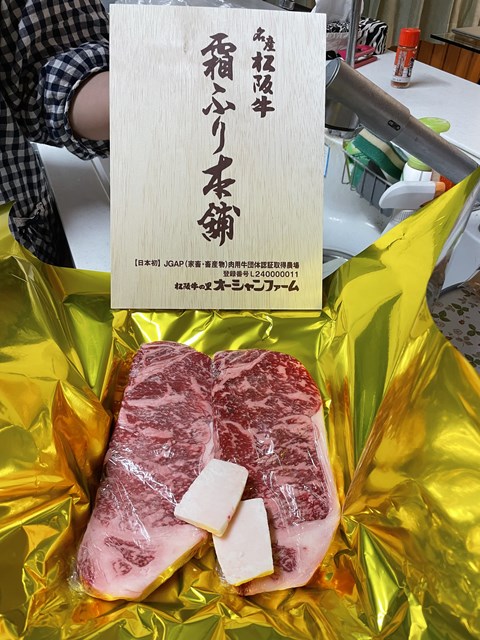 名産 松阪牛
霜ふり本舗
【日本初】JGAP(家畜・畜産物)肉用牛団体認証取得農場
登録番号 L240000011
松阪牛の里オーシャンファーム